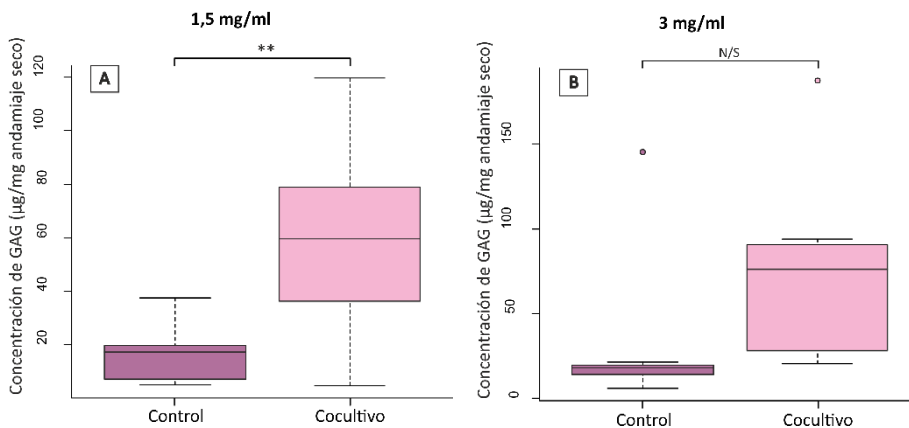 1,5 mg/ml
**
A
Concentración de GAG (µg/mg andamiaje seco)
120
100
80
60
40
20
Control
Cocultivo
3 mg/ml
N/S
B
Concentración de GAG (µg/mg andamiaje seco)
150
100
50
0
Control
Cocultivo